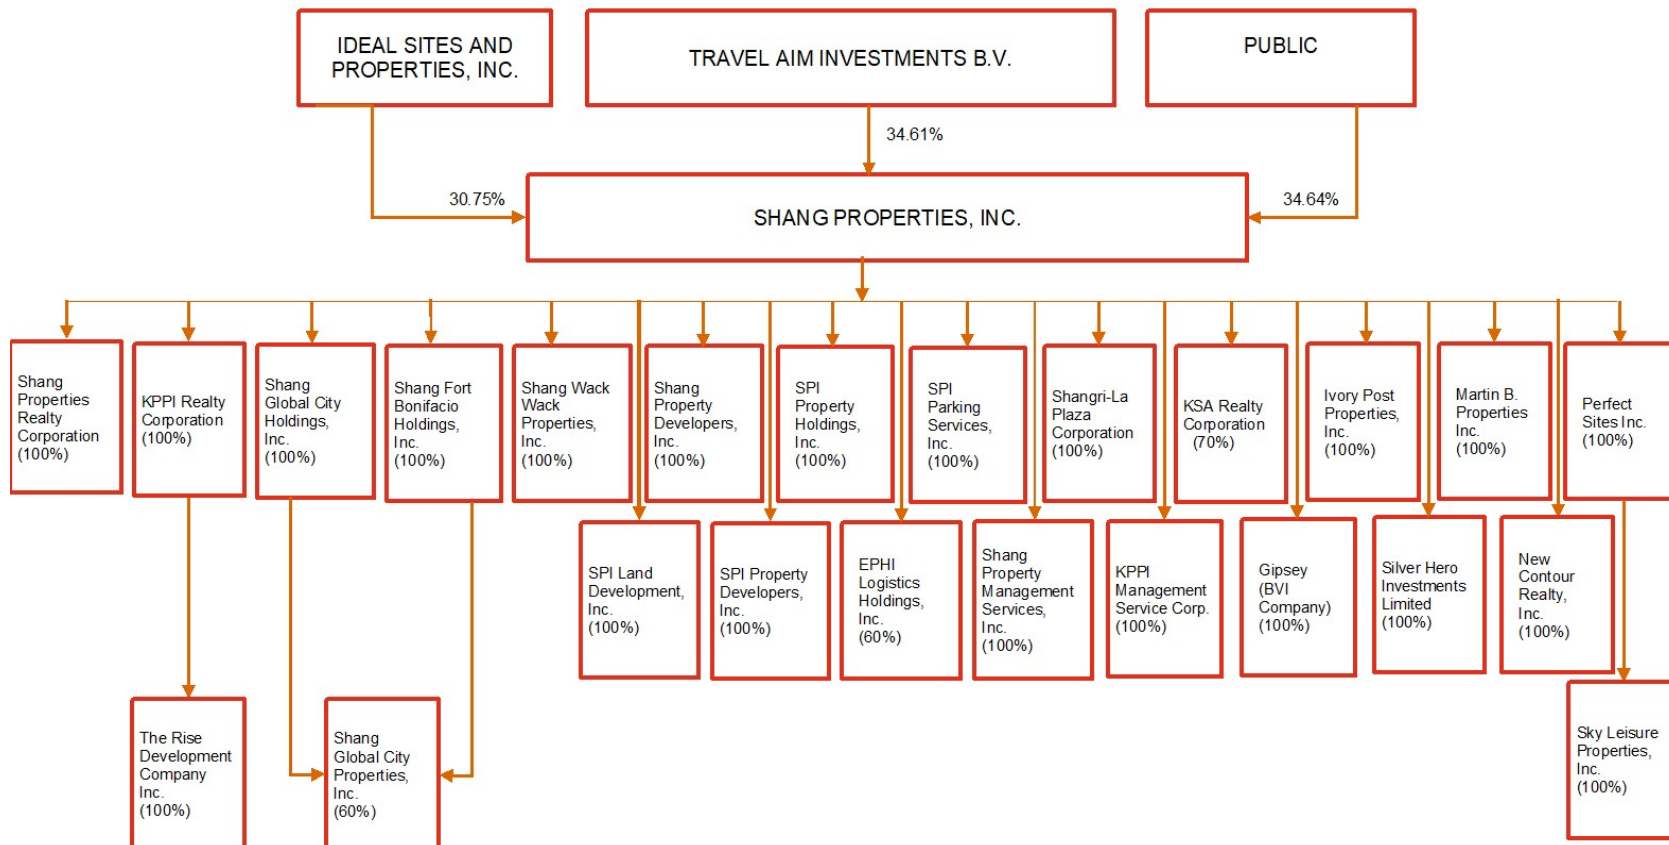 IDEAL SITES AND
PROPERTIES, INC.
TRAVEL AIM INVESTMENTS B.V.
PUBLIC
34.61%
30.75%
34.64%
SHANG PROPERTIES, INC.
Shang
Properties
Realty
Corporation
(100%)
KPPI Realty
Corporation
(100%)
Shang
Global City
Holdings,
Inc.
(100%)
Shang Fort
Bonifacio
Holdings,
Inc.
(100%)
Shang Wack
Wack
Properties,
Inc.
(100%)
Shang
Property
Developers,
Inc.
(100%)
SPI
Property
Holdings,
Inc.
(100%)
SPI
Parking
Services,
Inc.
(100%)
Shangri-La
Plaza
Corporation
(100%)
KSA Realty
Corporation
(70%)
Ivory Post
Properties,
Inc.
(100%)
Martin B.
Properties
Inc.
(100%)
Perfect
Sites Inc.
(100%)
SPI Land
Development,
Inc.
(100%)
SPI Property
Developers,
Inc.
(100%)
EPHI
Logistics
Holdings,
Inc.
(60%)
Shang
Property
Management
Services,
Inc.
(100%)
KPPI
Management
Service Corp.
(100%)
Gipsey
(BVI
Company)
(100%)
Silver Hero
Investments
Limited
(100%)
New
Contour
Realty,
Inc.
(100%)
The Rise
Development
Company
Inc.
(100%)
Shang
Global City
Properties,
Inc.
(60%)
Sky Leisure
Properties,
Inc.
(100%)